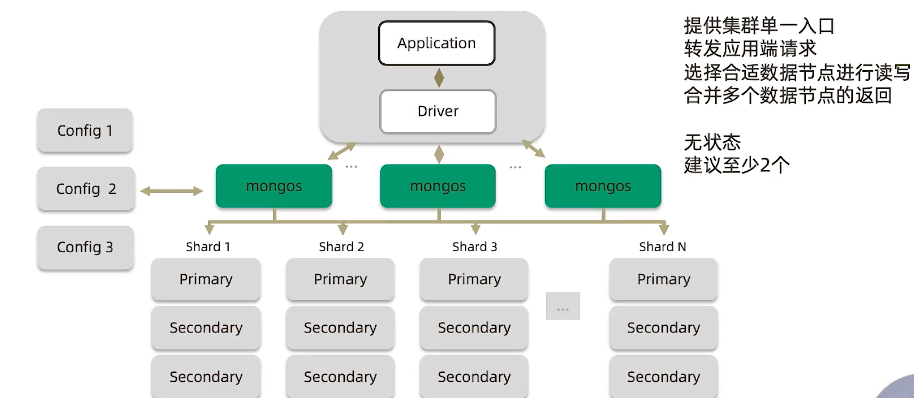 Application
Driver
提供集群单一入口
转发应用端请求
选择合适数据节点进行读写
合并多个数据节点的返回
无状态
建议至少2个
Config 1
Config 2
Config 3
... ...
mongos mongos mongos
Shard 1 Shard 2 Shard 3 Shard N
Primary Primary Primary Primary
...
Secondary Secondary Secondary Secondary
Secondary Secondary Secondary Secondary